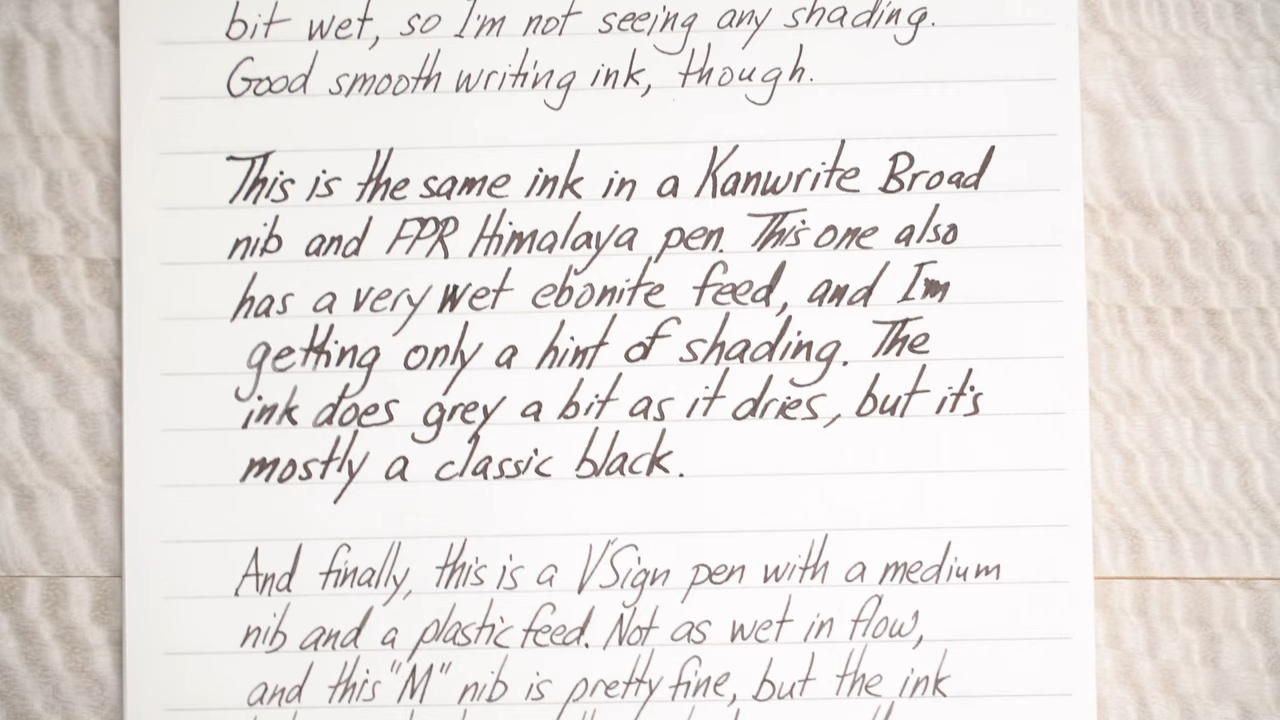 bit wet, so I'm not seeing any shading.
Good smooth writing ink, though.
This is the same ink in a Kanwrite Broad
nib and FPR Himalaya pen. This one also
has a very wet ebonite feed, and I'm
getting only a hint of shading. The
ink does grey a bit as it dries, but it's
mostly a classic black.
And finally, this is a VSign pen with a medium
nib and a plastic feed. Not as wet in flow,
and this "M" nib is pretty fine, but the ink